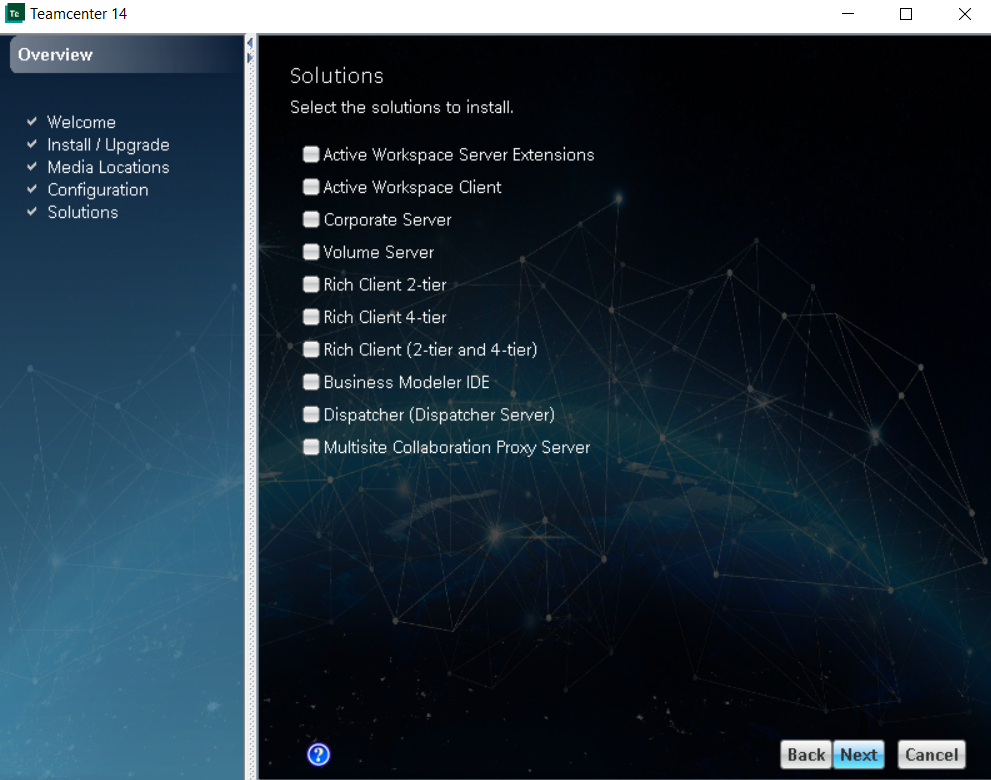 Tc Teamcenter 14
Overview
Welcome
Install / Upgrade
Media Locations
Configuration
Solutions
Solutions
Select the solutions to install.
Active Workspace Server Extensions
Active Workspace Client
Corporate Server
Volume Server
Rich Client 2-tier
Rich Client 4-tier
Rich Client (2-tier and 4-tier)
Business Modeler IDE
Dispatcher (Dispatcher Server)
Multisite Collaboration Proxy Server
? Back Next Cancel